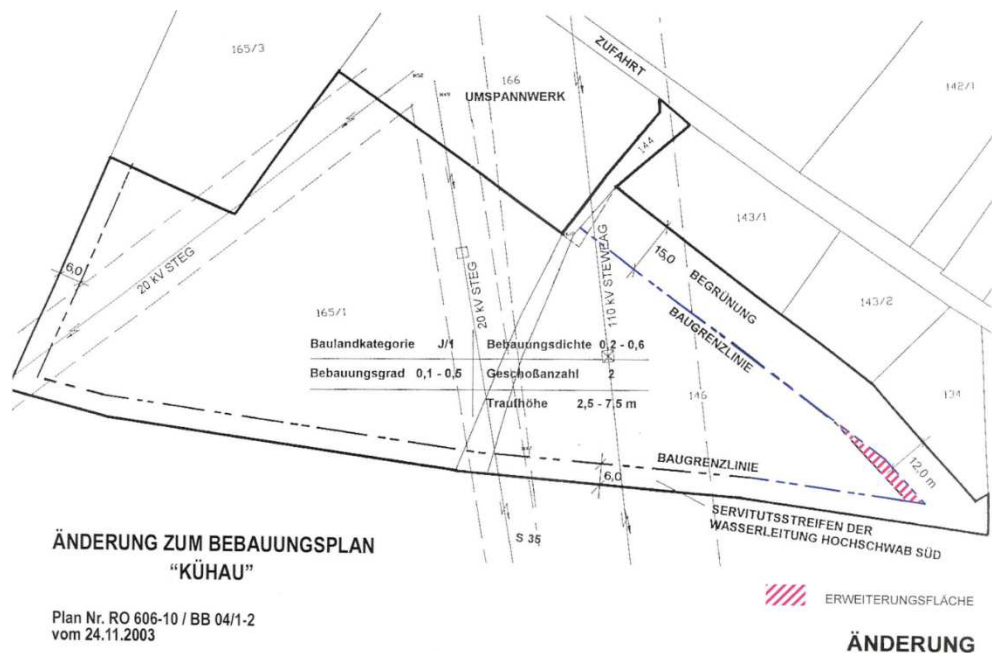 165/3
166
UMSPANNWERK
ZUFAHRT
142/1
144
143/1
6,0
20 kV STEG
15,0
BEGRÜNUNG
165/1
20 kV STEG
110 kV STEWEAG
BAUGRENZLINIE
143/2
Baulandkategorie J/1 Bebauungsdichte 0,2 - 0,6
Bebauungsgrad 0,1 - 0,5 Geschoßanzahl 2
Traufhöhe 2,5 - 7,5 m
146
134
12,0 m
BAUGRENZLINIE
6,0
SERVITUTSSTREIFEN DER
WASSERLEITUNG HOCHSCHWAB SÜD
S 35
ÄNDERUNG ZUM BEBAUUNGSPLAN
“KÜHAU”
Plan Nr. RO 606-10 / BB 04/1-2
vom 24.11.2003
ERWEITERUNGSFLÄCHE
ÄNDERUNG